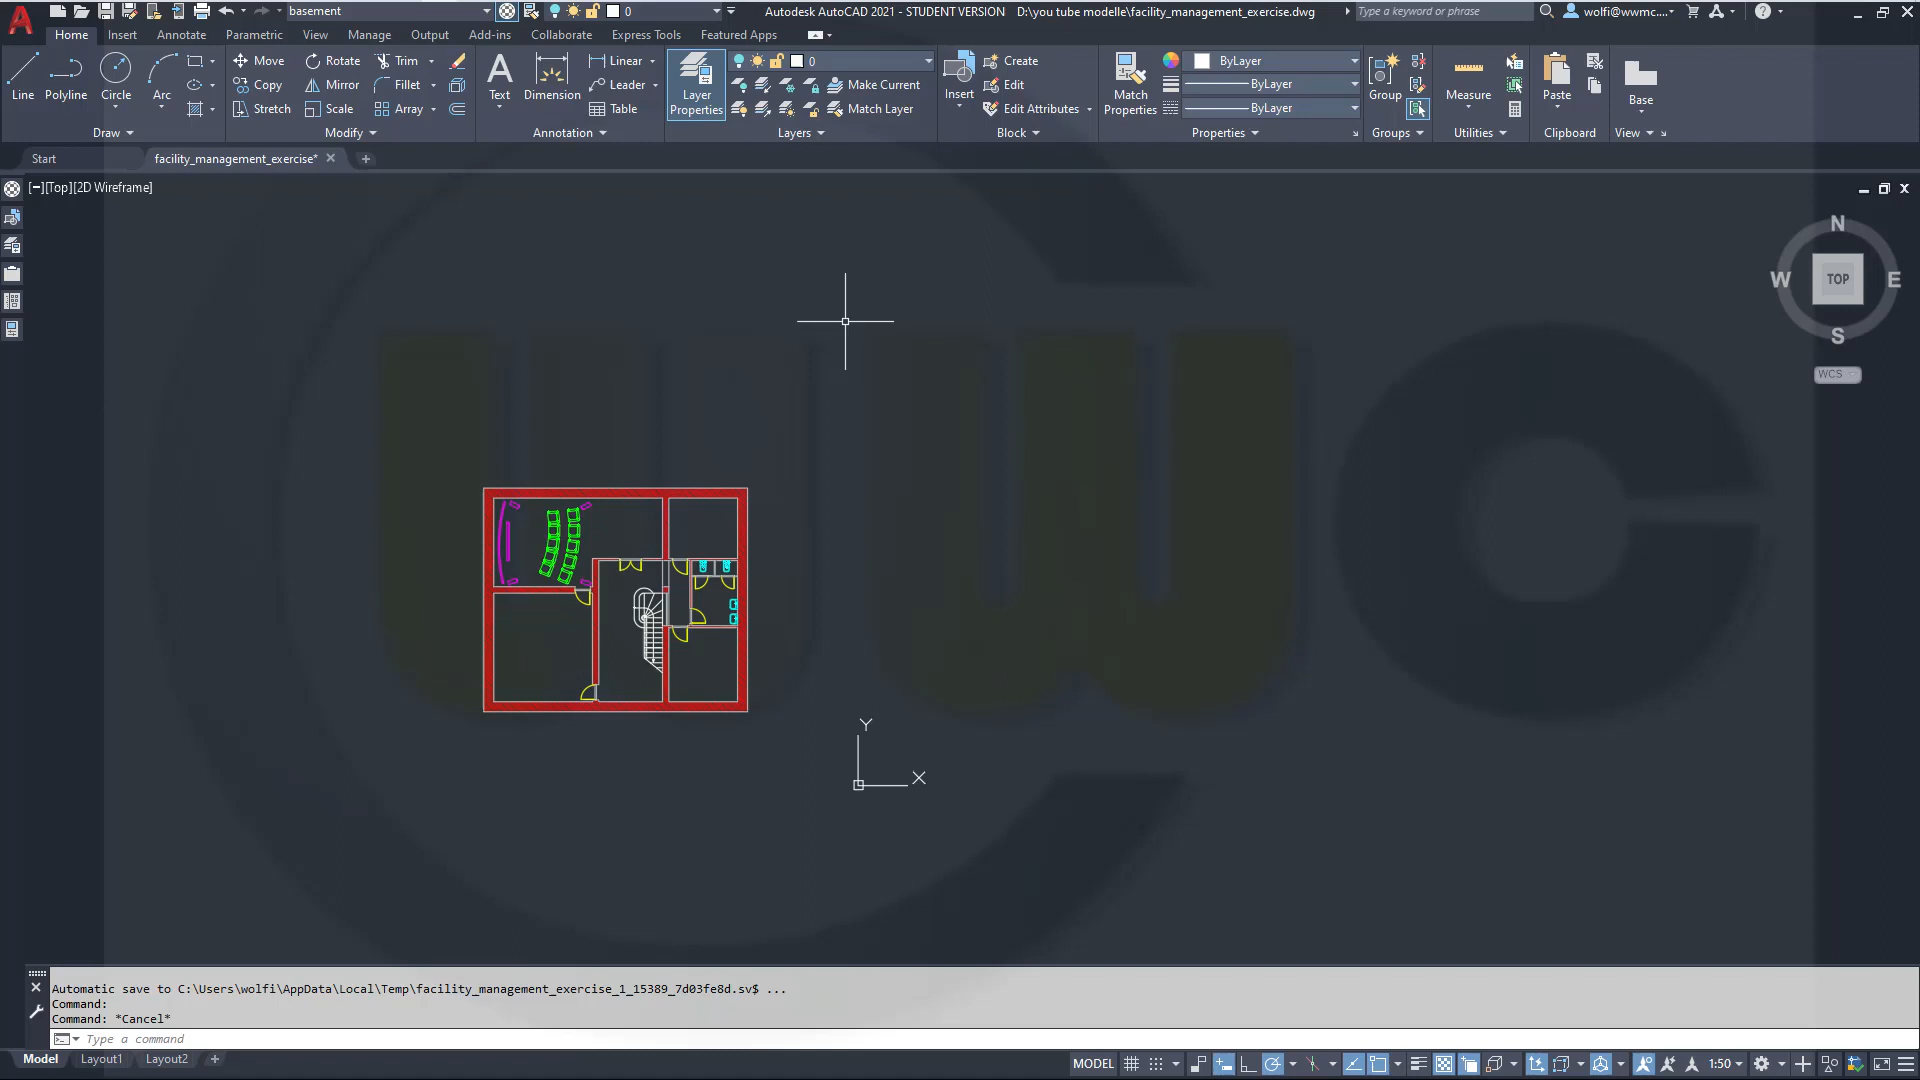 basement
0
Autodesk AutoCAD 2021 - STUDENT VERSION D:\you tube modelle\facility_management_exercise.dwg
Type a keyword or phrase
wolfi@wwmc....
Home Insert Annotate Parametric View Manage Output Add-ins Collaborate Express Tools Featured Apps
Line
Polyline
Circle
Arc
Move
Rotate
Trim
Copy
Mirror
Fillet
Stretch
Scale
Array
Text
Dimension
Linear
Leader
Table
Layer
Properties
0
Make Current
Match Layer
Insert
Create
Edit
Edit Attributes
Match
Properties
ByLayer
ByLayer
ByLayer
Group
Measure
Paste
Base
Draw
Modify
Annotation
Layers
Block
Properties
Groups
Utilities
Clipboard
View
Start
facility_management_exercise*
[−][Top][2D Wireframe]
N
W
TOP
E
S
WCS
wwc
Y
X
Automatic save to C:\Users\wolfi\AppData\Local\Temp\facility_management_exercise_1_15389_7d03fe8d.sv$ ...
Command:
Command: *Cancel*
Type a command
Model Layout1 Layout2
MODEL
1:50